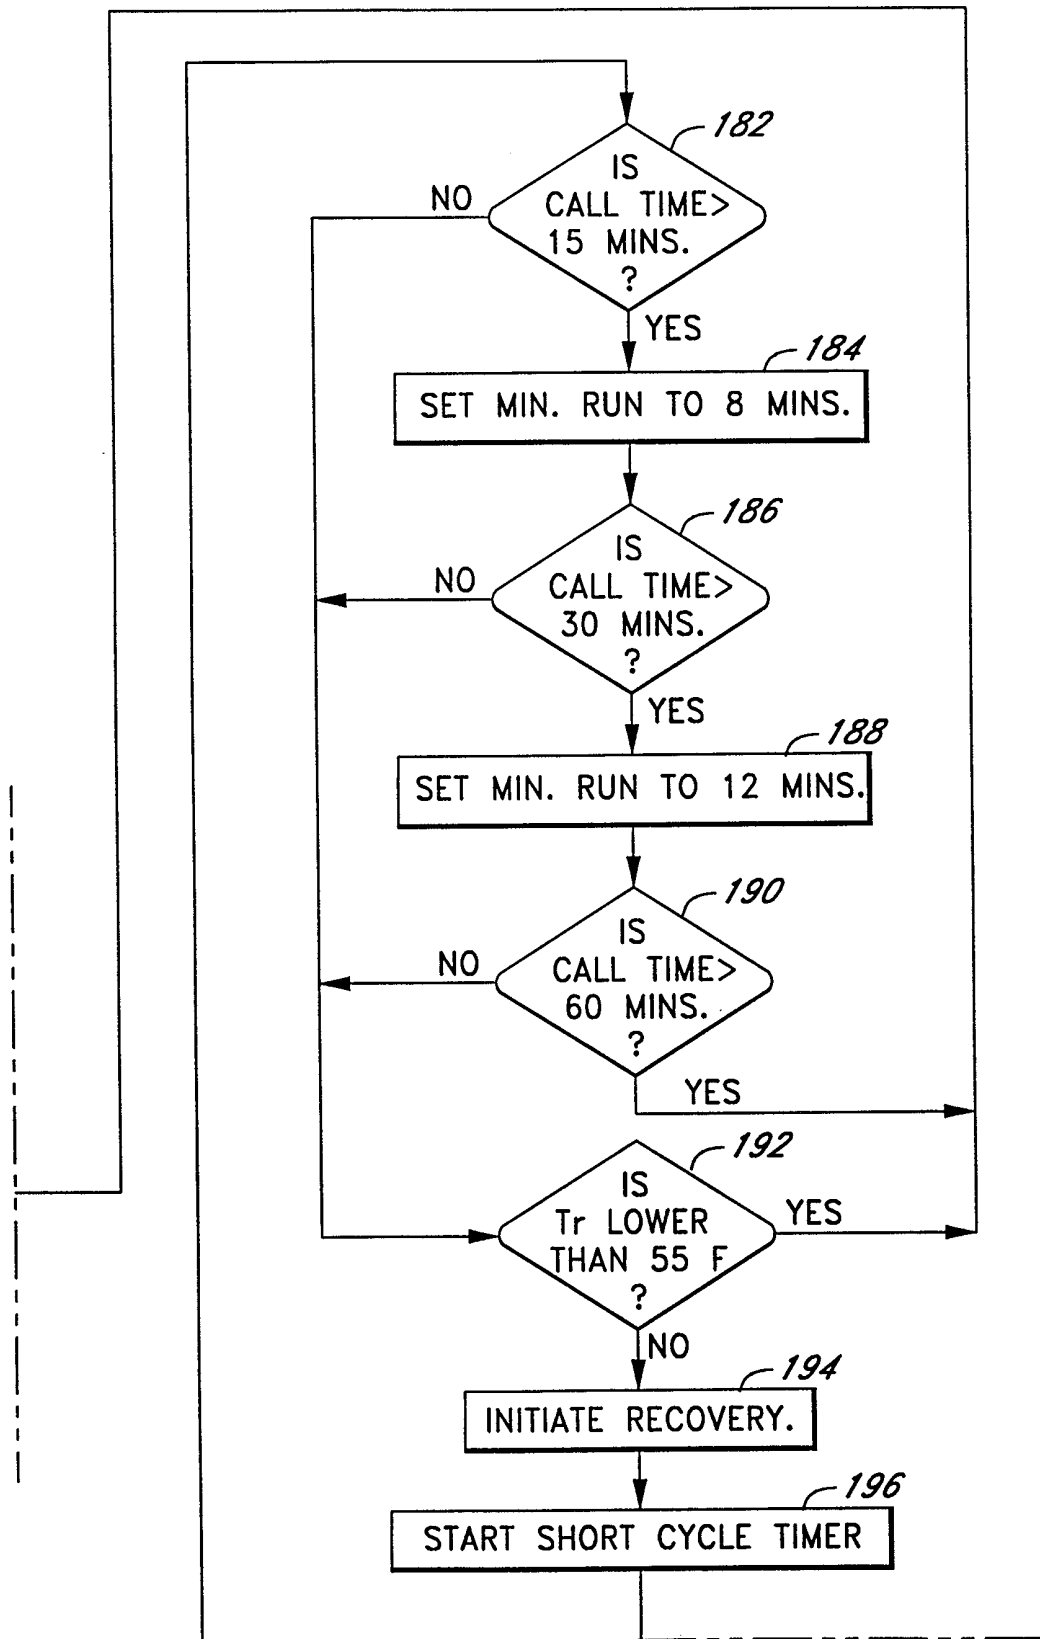 182
IS
CALL TIME>
15 MINS.
?
NO
YES
184
SET MIN. RUN TO 8 MINS.
186
IS
CALL TIME>
30 MINS.
?
NO
YES
188
SET MIN. RUN TO 12 MINS.
190
IS
CALL TIME>
60 MINS.
?
NO
YES
192
IS
Tr LOWER
THAN 55 F
?
YES
NO
194
INITIATE RECOVERY.
196
START SHORT CYCLE TIMER